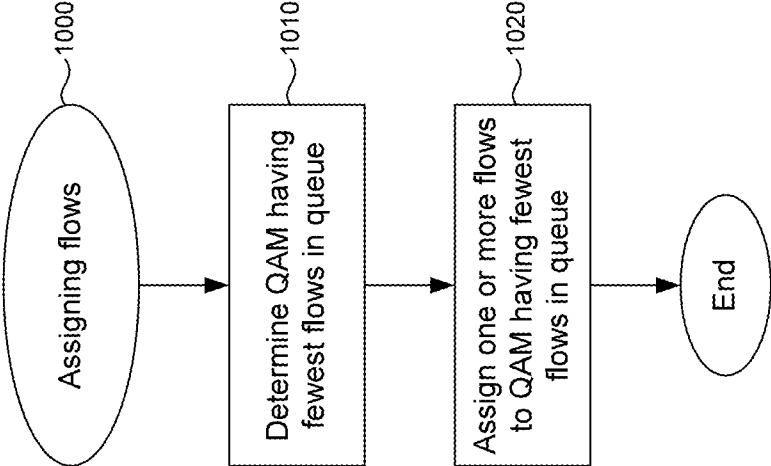 1000
Assigning flows
1010
Determine QAM having
fewest flows in queue
1020
Assign one or more flows
to QAM having fewest
flows in queue
End